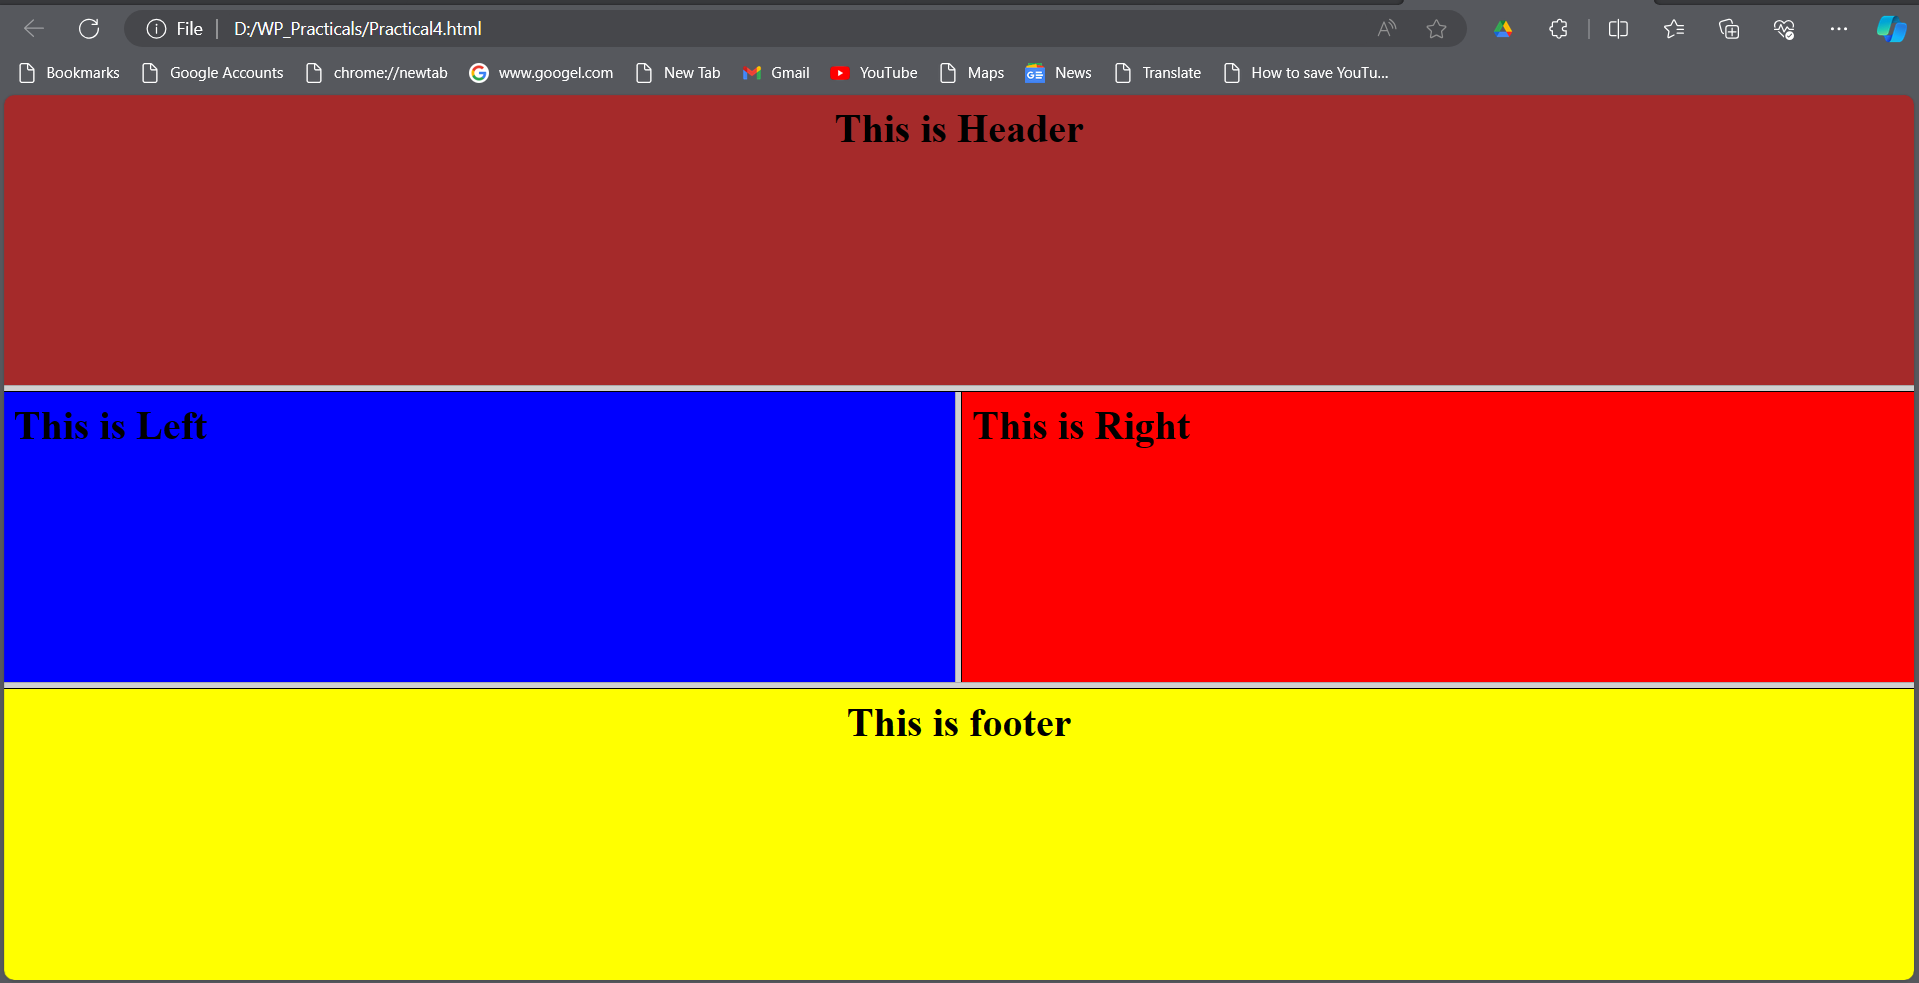 File D:/WP_Practicals/Practical4.html
Bookmarks Google Accounts chrome://newtab www.googel.com New Tab Gmail YouTube Maps News Translate How to save YouTu...
This is Header
This is Left This is Right
This is footer